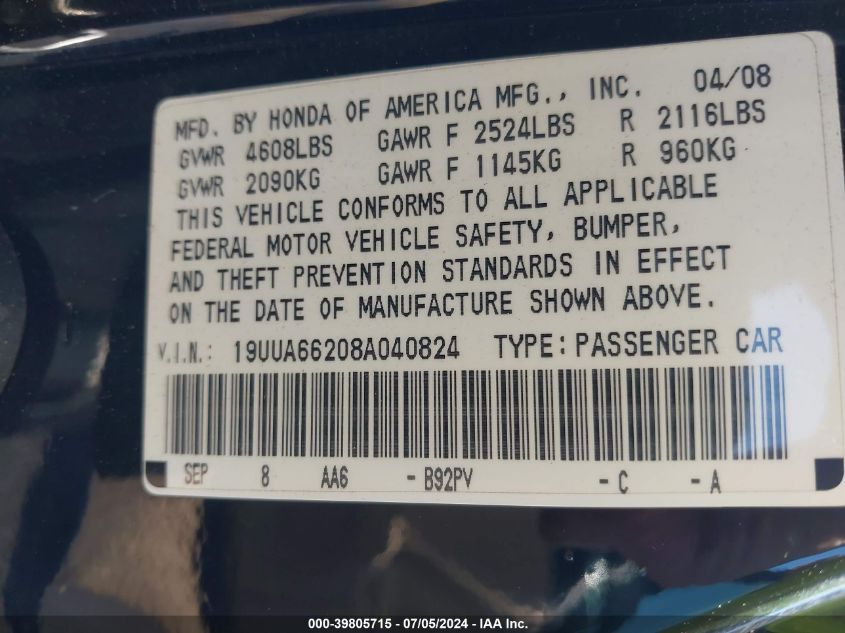 MFD. BY HONDA OF AMERICA MFG., INC. 04/08
GVWR 4608LBS GAWR F 2524LBS R 2116LBS
GVWR 2090KG GAWR F 1145KG R 960KG
THIS VEHICLE CONFORMS TO ALL APPLICABLE
FEDERAL MOTOR VEHICLE SAFETY, BUMPER,
AND THEFT PREVENTION STANDARDS IN EFFECT
ON THE DATE OF MANUFACTURE SHOWN ABOVE.
V.I.N.: 19UUA66208A040824 TYPE: PASSENGER CAR
SEP 8 AA6 - B92PV - C - A
000-39805715 - 07/05/2024 - IAA Inc.